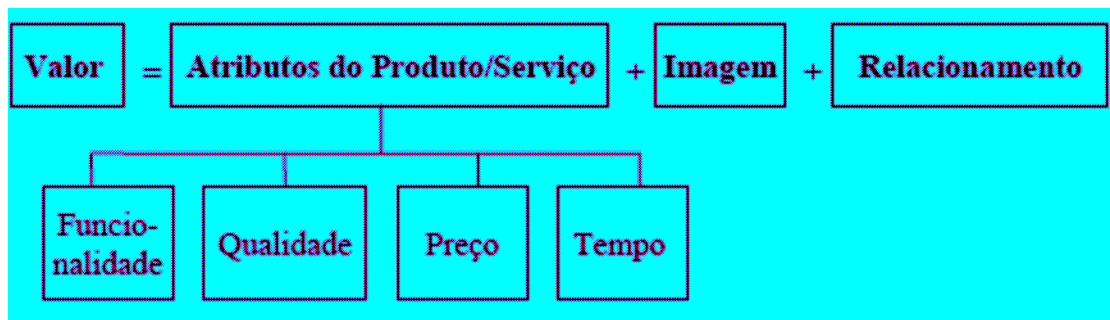 Valor = Atributos do Produto/Serviço + Imagem + Relacionamento
Funcio-
nalidade
Qualidade
Preço
Tempo